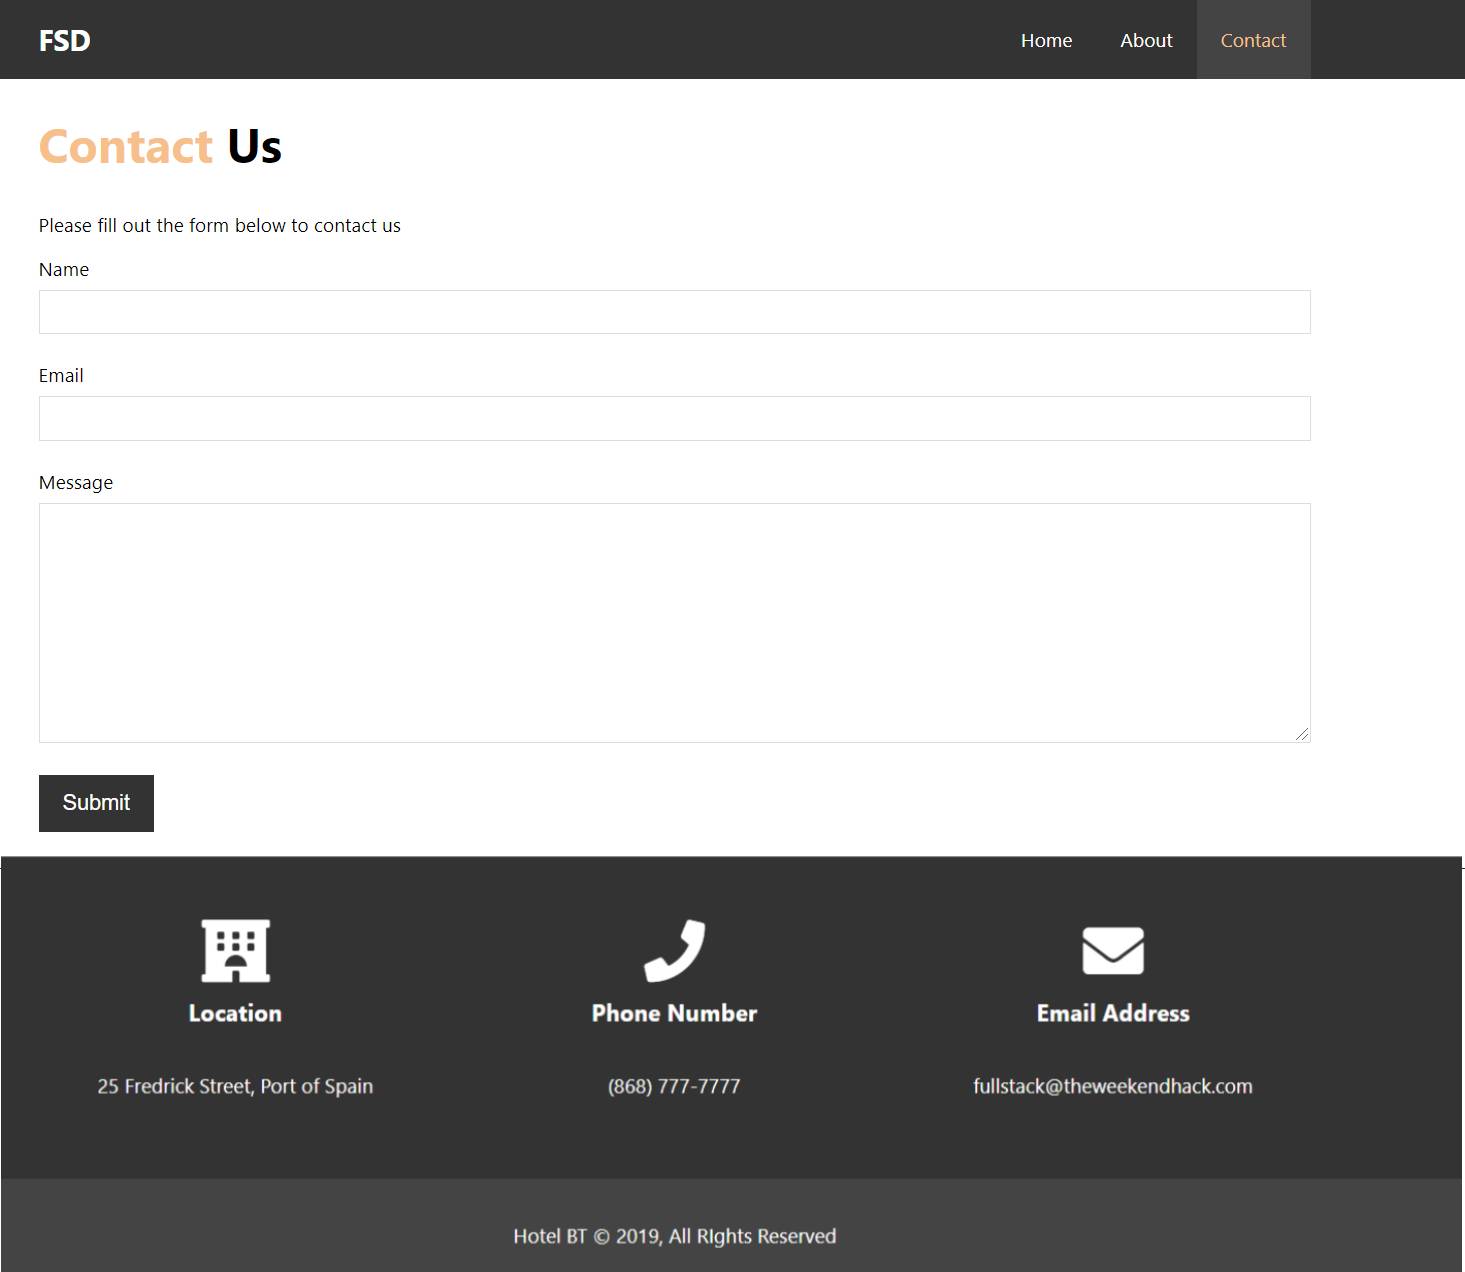 FSD
Home About Contact
Contact Us
Please fill out the form below to contact us
Name
Email
Message
Submit
Location
Phone Number
Email Address
25 Fredrick Street, Port of Spain
(868) 777-7777
fullstack@theweekendhack.com
Hotel BT © 2019, All RIghts Reserved